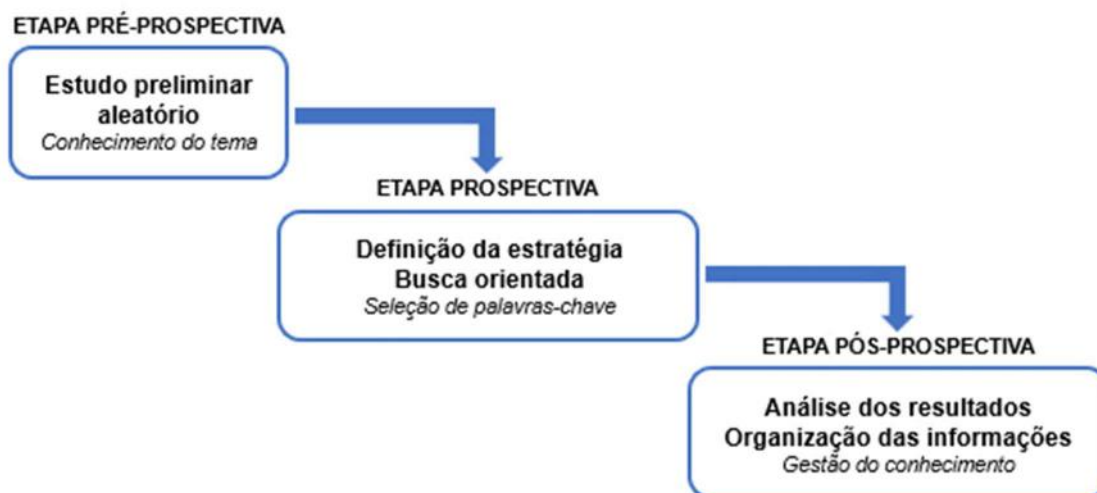 ETAPA PRÉ-PROSPECTIVA
Estudo preliminar
aleatório
Conhecimento do tema
ETAPA PROSPECTIVA
Definição da estratégia
Busca orientada
Seleção de palavras-chave
ETAPA PÓS-PROSPECTIVA
Análise dos resultados
Organização das informações
Gestão do conhecimento